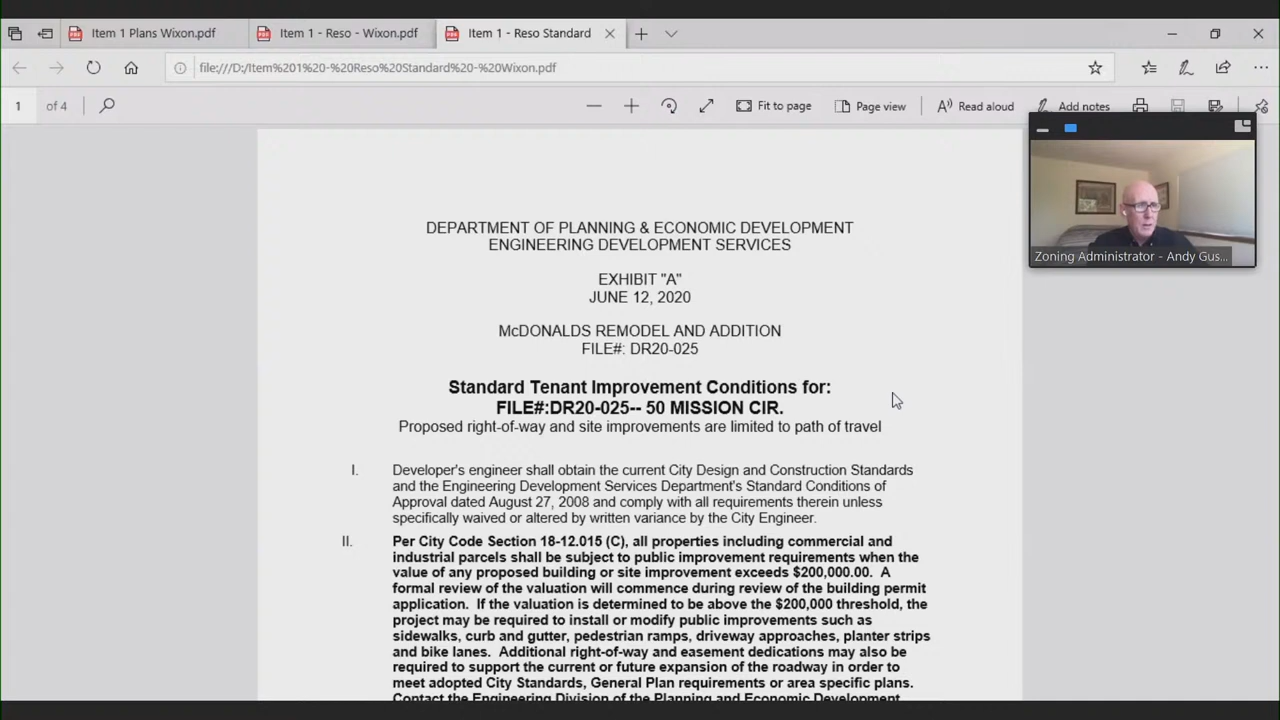 Item 1 Plans Wixon.pdf
Item 1 - Reso - Wixon.pdf
Item 1 - Reso Standard
file:///D:/Item%201%20-%20Reso%20Standard%20-%20Wixon.pdf
1 of 4
Fit to page
Page view
Read aloud
Add notes
DEPARTMENT OF PLANNING & ECONOMIC DEVELOPMENT
ENGINEERING DEVELOPMENT SERVICES
EXHIBIT "A"
JUNE 12, 2020
McDONALDS REMODEL AND ADDITION
FILE#: DR20-025
Standard Tenant Improvement Conditions for:
FILE#:DR20-025-- 50 MISSION CIR.
Proposed right-of-way and site improvements are limited to path of travel
I. Developer's engineer shall obtain the current City Design and Construction Standards
and the Engineering Development Services Department's Standard Conditions of
Approval dated August 27, 2008 and comply with all requirements therein unless
specifically waived or altered by written variance by the City Engineer.
II. Per City Code Section 18-12.015 (C), all properties including commercial and
industrial parcels shall be subject to public improvement requirements when the
value of any proposed building or site improvement exceeds $200,000.00. A
formal review of the valuation will commence during review of the building permit
application. If the valuation is determined to be above the $200,000 threshold, the
project may be required to install or modify public improvements such as
sidewalks, curb and gutter, pedestrian ramps, driveway approaches, planter strips
and bike lanes. Additional right-of-way and easement dedications may also be
required to support the current or future expansion of the roadway in order to
meet adopted City Standards, General Plan requirements or area specific plans.
Contact the Engineering Division of the Planning and Economic Development
Zoning Administrator - Andy Gus...